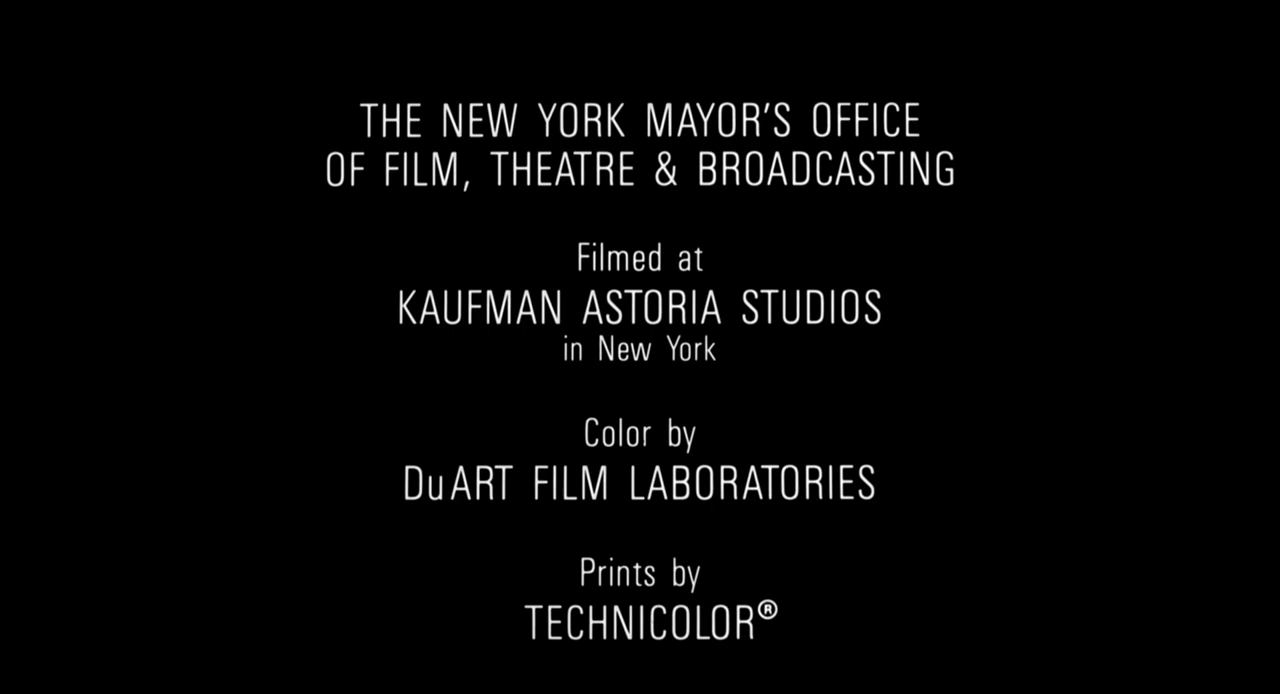 THE NEW YORK MAYOR'S OFFICE
OF FILM, THEATRE & BROADCASTING
Filmed at
KAUFMAN ASTORIA STUDIOS
in New York
Color by
DuART FILM LABORATORIES
Prints by
TECHNICOLOR®